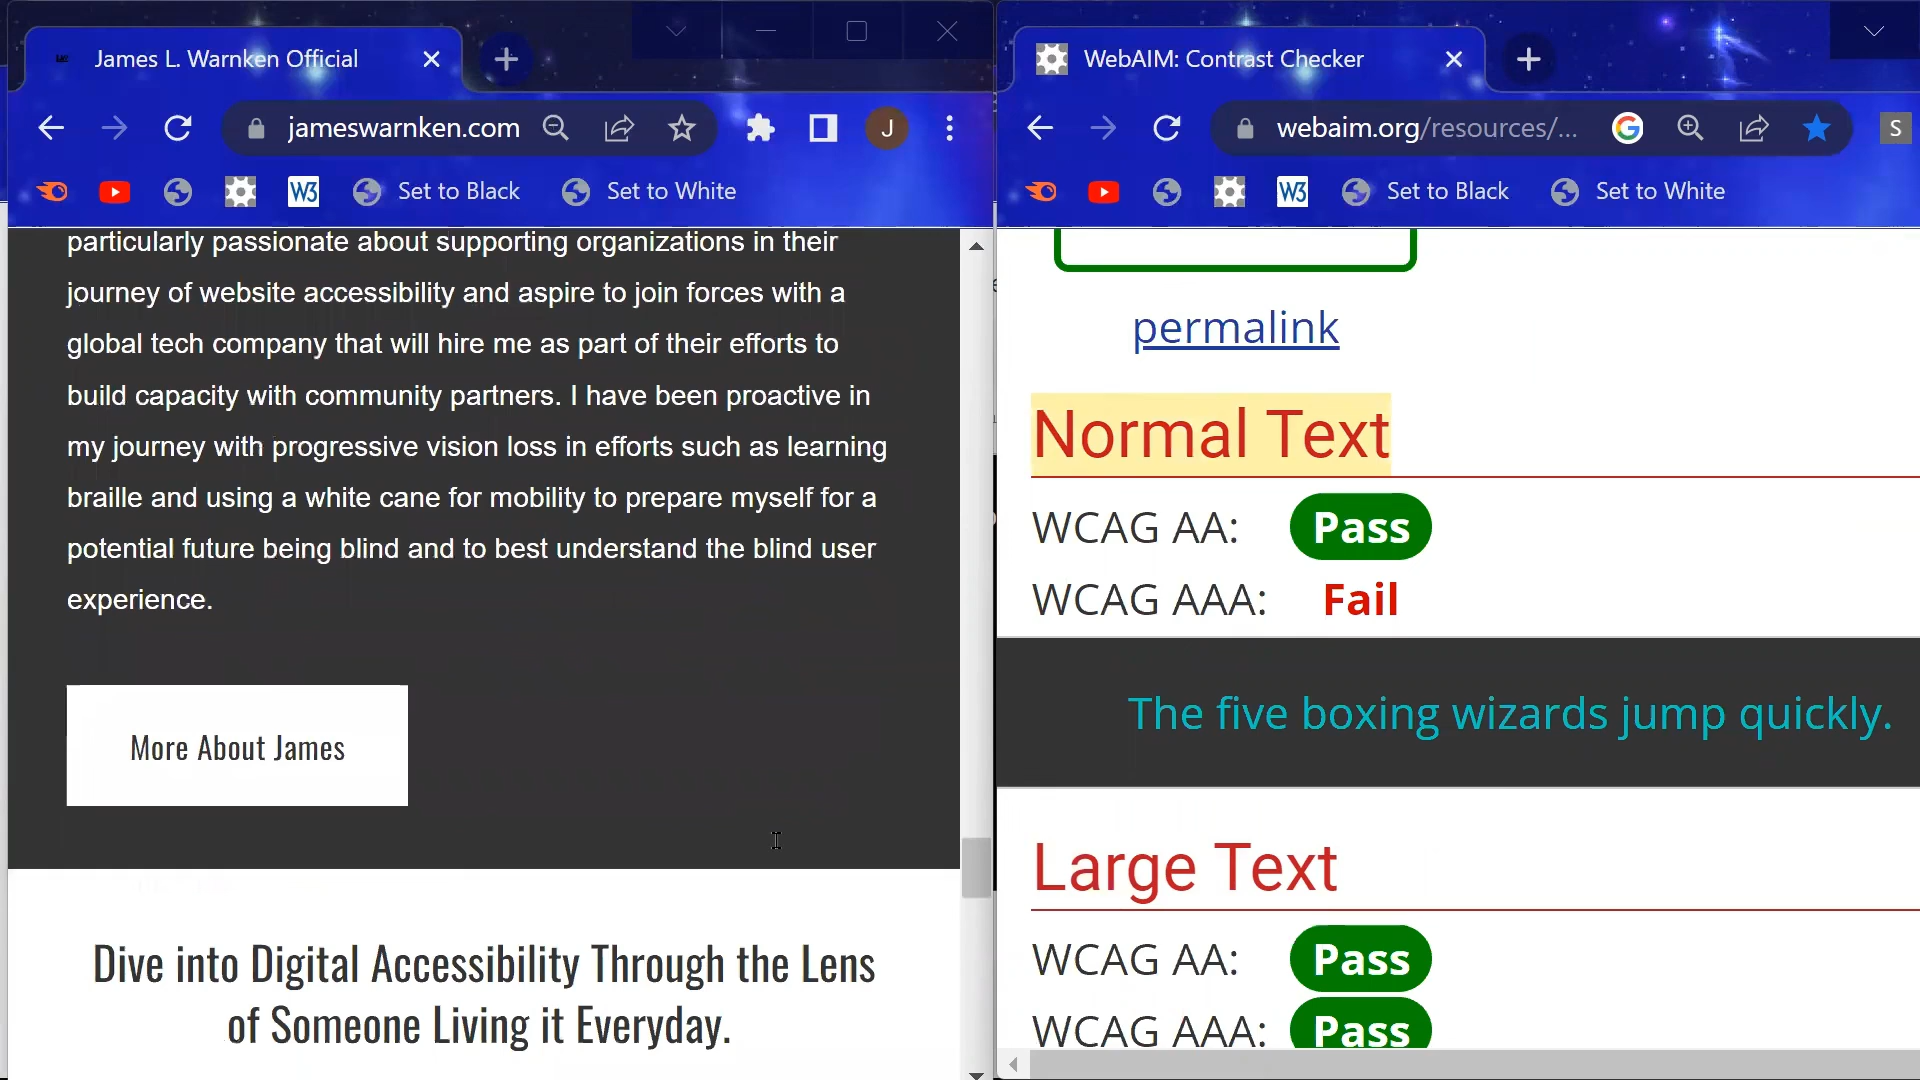 James L. Warnken Official
jameswarnken.com
J
W3
Set to Black
Set to White
particularly passionate about supporting organizations in their
journey of website accessibility and aspire to join forces with a
global tech company that will hire me as part of their efforts to
build capacity with community partners. I have been proactive in
my journey with progressive vision loss in efforts such as learning
braille and using a white cane for mobility to prepare myself for a
potential future being blind and to best understand the blind user
experience.
More About James
Dive into Digital Accessibility Through the Lens
of Someone Living it Everyday.
WebAIM: Contrast Checker
webaim.org/resources/...
G
S
W3
Set to Black
Set to White
permalink
Normal Text
WCAG AA: Pass
WCAG AAA: Fail
The five boxing wizards jump quickly.
Large Text
WCAG AA: Pass
WCAG AAA: Pass